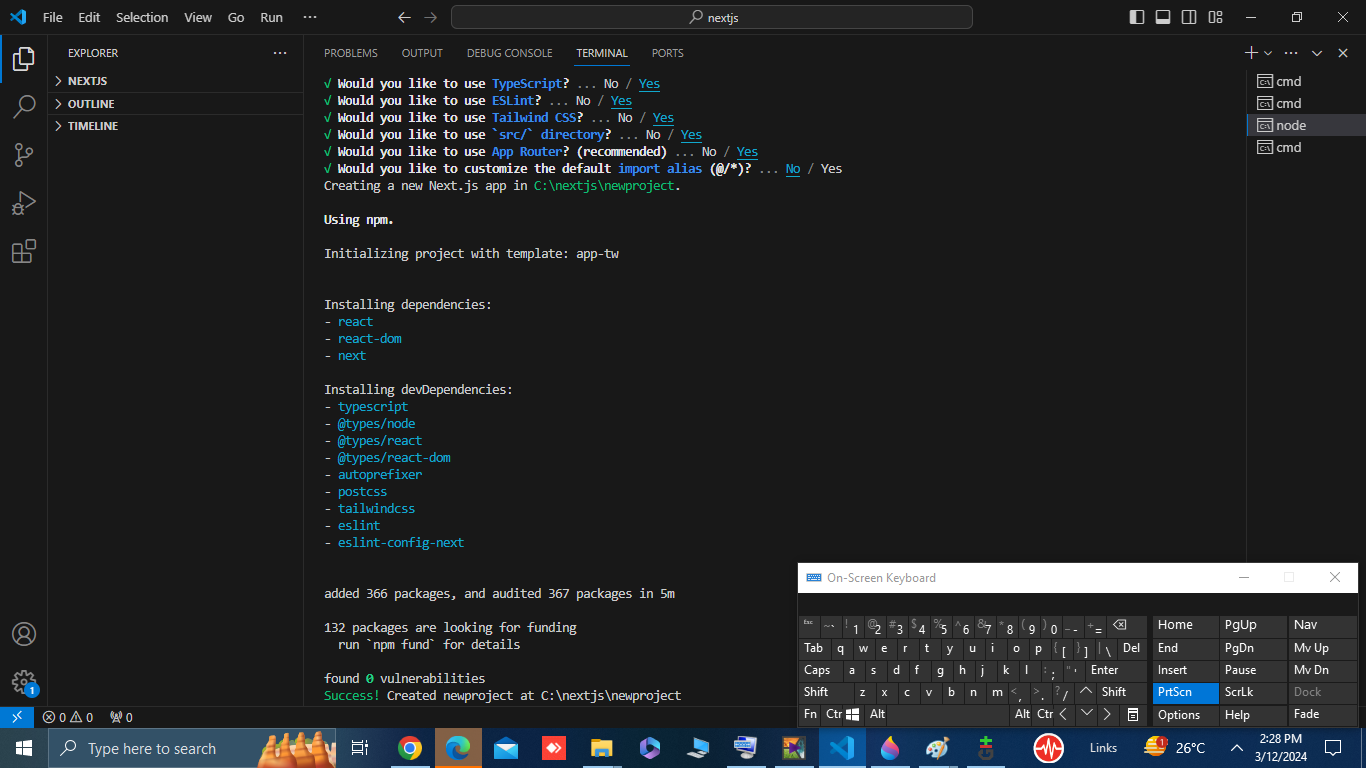 File Edit Selection View Go Run ···
nextjs
EXPLORER ···
NEXTJS
OUTLINE
TIMELINE
PROBLEMS OUTPUT DEBUG CONSOLE TERMINAL PORTS
√ Would you like to use TypeScript? ... No / Yes
√ Would you like to use ESLint? ... No / Yes
√ Would you like to use Tailwind CSS? ... No / Yes
√ Would you like to use `src/` directory? ... No / Yes
√ Would you like to use App Router? (recommended) ... No / Yes
√ Would you like to customize the default import alias (@/*)? ... No / Yes
Creating a new Next.js app in C:\nextjs\newproject.
Using npm.
Initializing project with template: app-tw
Installing dependencies:
- react
- react-dom
- next
Installing devDependencies:
- typescript
- @types/node
- @types/react
- @types/react-dom
- autoprefixer
- postcss
- tailwindcss
- eslint
- eslint-config-next
added 366 packages, and audited 367 packages in 5m
132 packages are looking for funding
run `npm fund` for details
found 0 vulnerabilities
Success! Created newproject at C:\nextjs\newproject
cmd
cmd
node
cmd
1
0 0 0
On-Screen Keyboard
Esc ~ ` ! 1 @ 2 # 3 $ 4 % 5 ^ 6 & 7 * 8 ( 9 ) 0 _ - + = Home PgUp Nav
Tab q w e r t y u i o p { [ } ] | \ Del End PgDn Mv Up
Caps a s d f g h j k l : ; " ' Enter Insert Pause Mv Dn
Shift z x c v b n m < , > . ? / Shift PrtScn ScrLk Dock
Fn Ctr Alt Alt Ctr Options Help Fade
Type here to search
Links
1
26°C
2:28 PM
3/12/2024